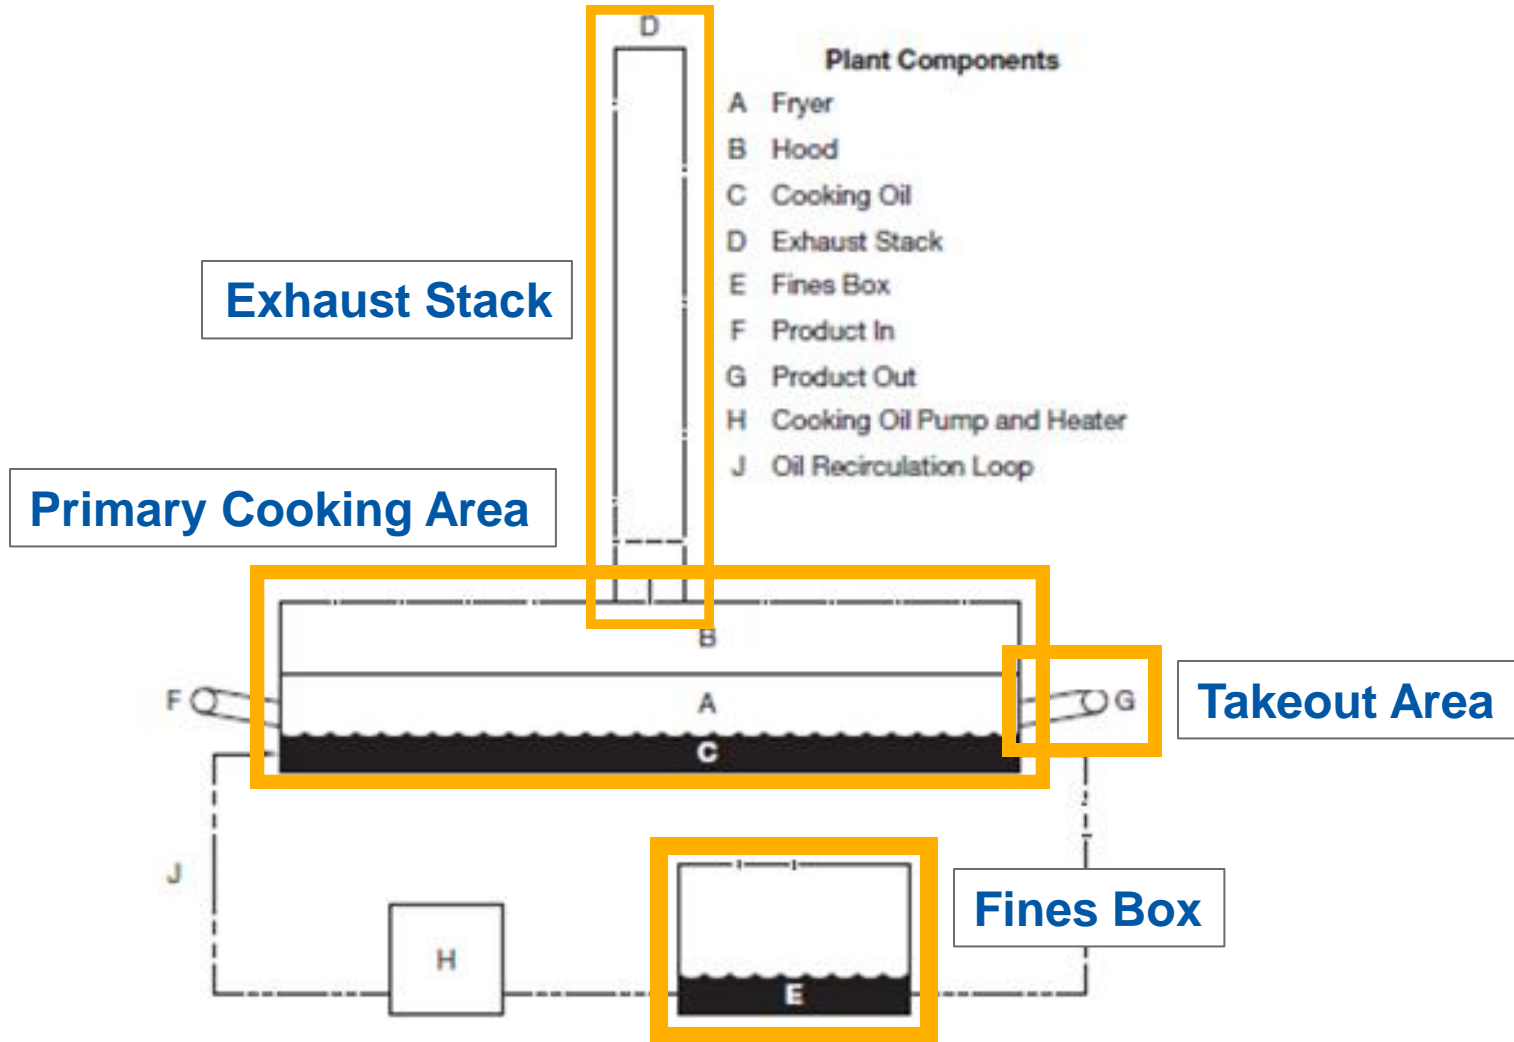 D
Plant Components
A Fryer
B Hood
C Cooking Oil
D Exhaust Stack
E Fines Box
F Product In
G Product Out
H Cooking Oil Pump and Heater
J Oil Recirculation Loop
Exhaust Stack
Primary Cooking Area
B
F
A
G
Takeout Area
C
J
Fines Box
H
E